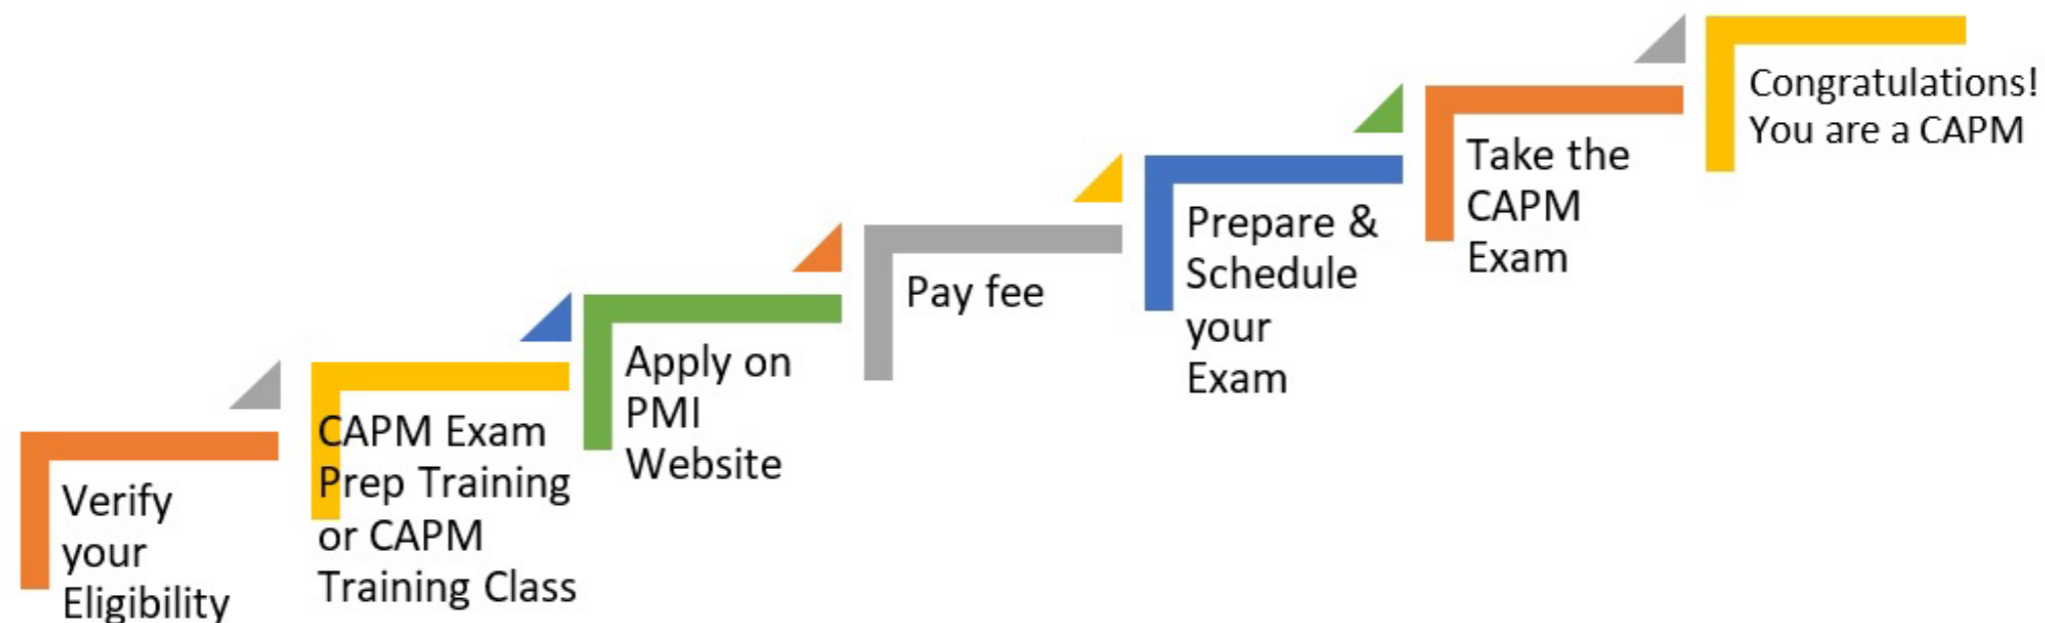 Verify
your
Eligibility
CAPM Exam
Prep Training
or CAPM
Training Class
Apply on
PMI
Website
Pay fee
Prepare &
Schedule
your
Exam
Take the
CAPM
Exam
Congratulations!
You are a CAPM